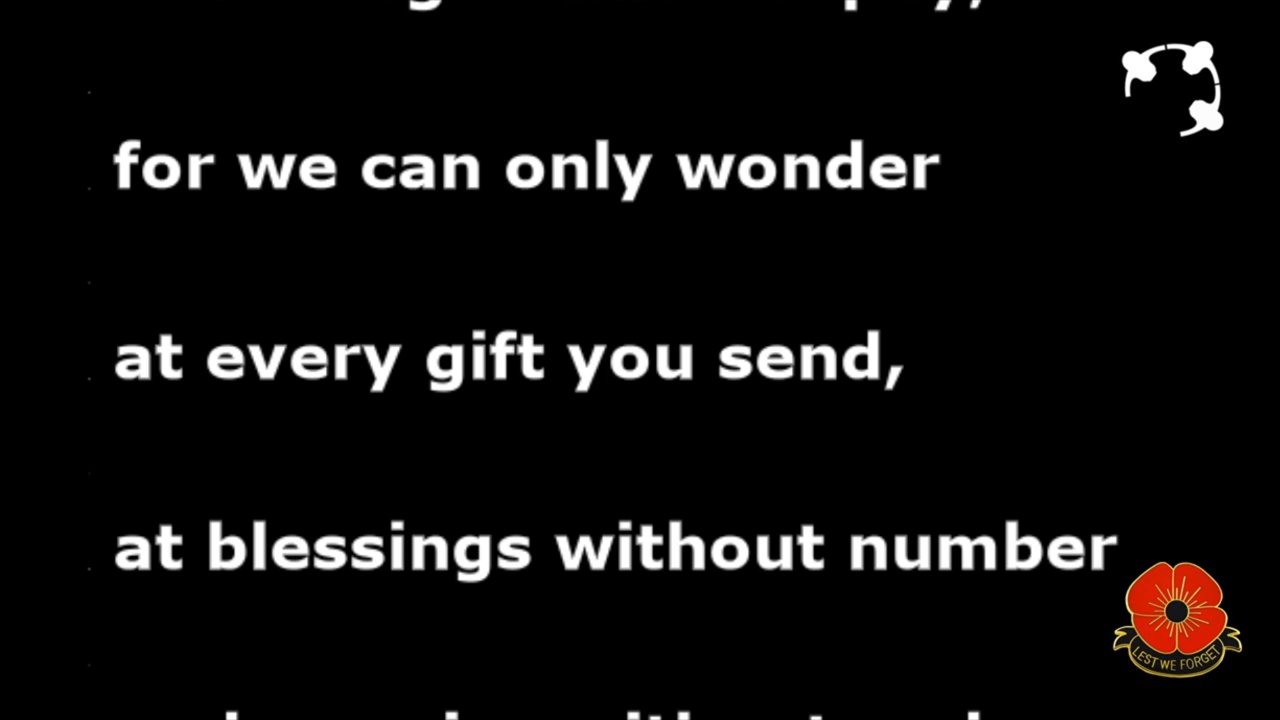 for we can only wonder
at every gift you send,
at blessings without number
LEST WE FORGET